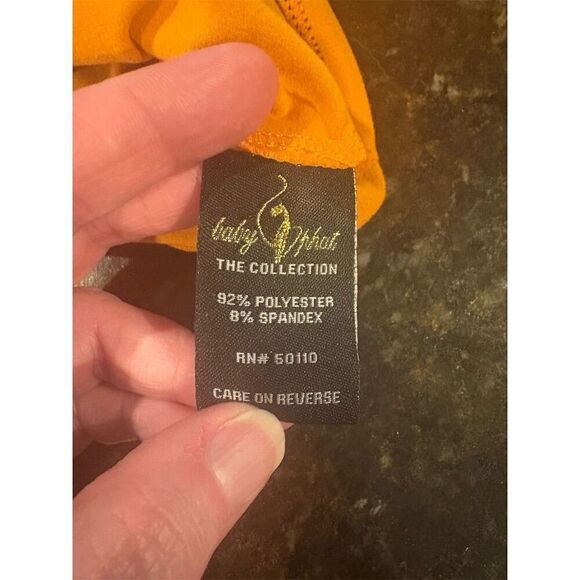 baby phat
THE COLLECTION
92% POLYESTER
8% SPANDEX
RN# 50110
CARE ON REVERSE